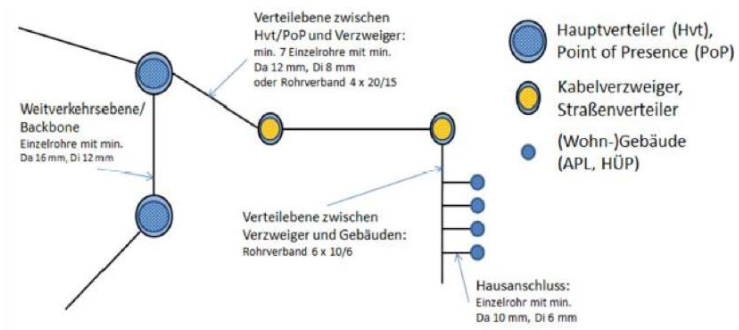 Verteilebene zwischen
Hvt/PoP und Verzweiger:
min. 7 Einzelrohre mit min.
Da 12 mm, Di 8 mm
oder Rohrverband 4 x 20/15
Hauptverteiler (Hvt),
Point of Presence (PoP)
Kabelverzweiger,
Straßenverteiler
(Wohn-)Gebäude
(APL, HÜP)
Weitverkehrsebene/
Backbone
Einzelrohre mit min.
Da 16 mm, Di 12 mm
Verteilebene zwischen
Verzweiger und Gebäuden:
Rohrverband 6 x 10/6
Hausanschluss:
Einzelrohr mit min.
Da 10 mm, Di 6 mm